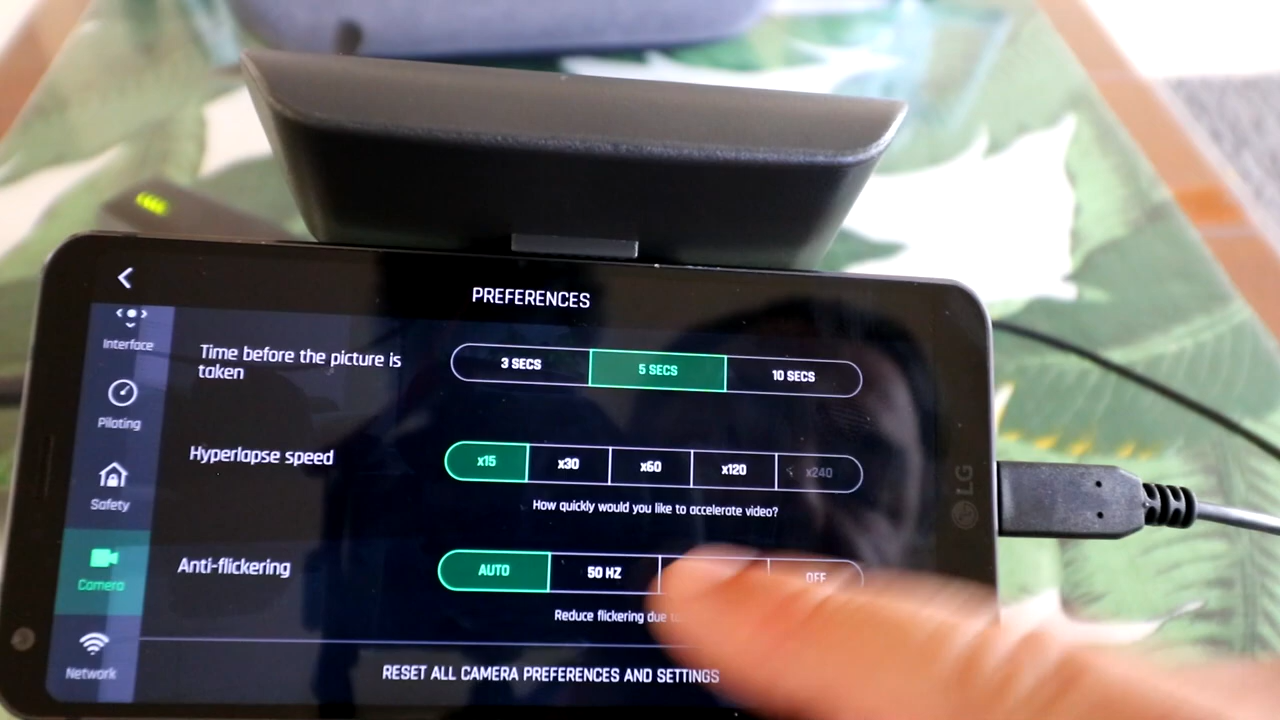 PREFERENCES
Interface
Piloting
Safety
Camera
Network
Time before the picture is
taken
3 SECS
5 SECS
10 SECS
Hyperlapse speed
x15
x30
x60
x120
x240
How quickly would you like to accelerate video?
Anti-flickering
AUTO
50 HZ
OFF
Reduce flickering due
RESET ALL CAMERA PREFERENCES AND SETTINGS
LG